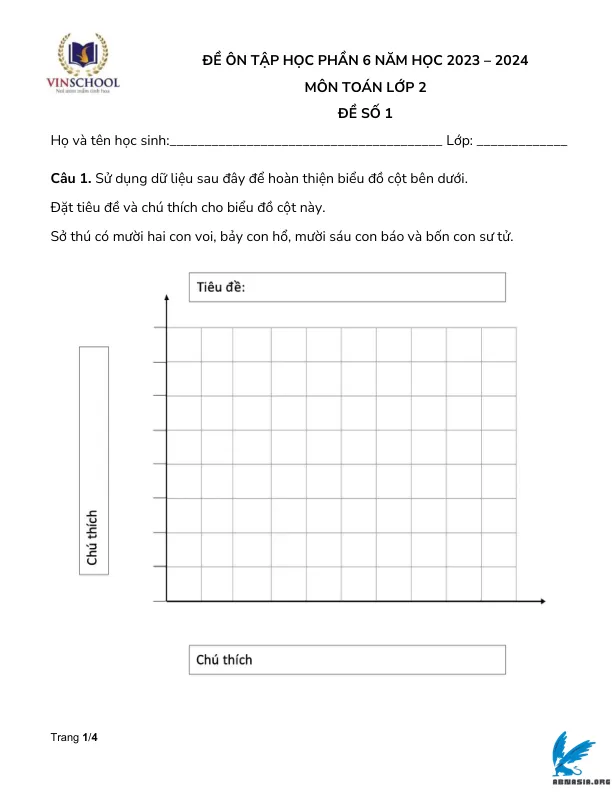 VINSCHOOL
ĐỀ ÔN TẬP HỌC PHẦN 6 NĂM HỌC 2023 – 2024
MÔN TOÁN LỚP 2
ĐỀ SỐ 1
Họ và tên học sinh:_______________________________________ Lớp: _____________
Câu 1. Sử dụng dữ liệu sau đây để hoàn thiện biểu đồ cột bên dưới.
Đặt tiêu đề và chú thích cho biểu đồ cột này.
Sở thú có mười hai con voi, bảy con hổ, mười sáu con báo và bốn con sư tử.
Tiêu đề:
Chú thích
Chú thích
Trang 1/4
ABNASIA.ORG